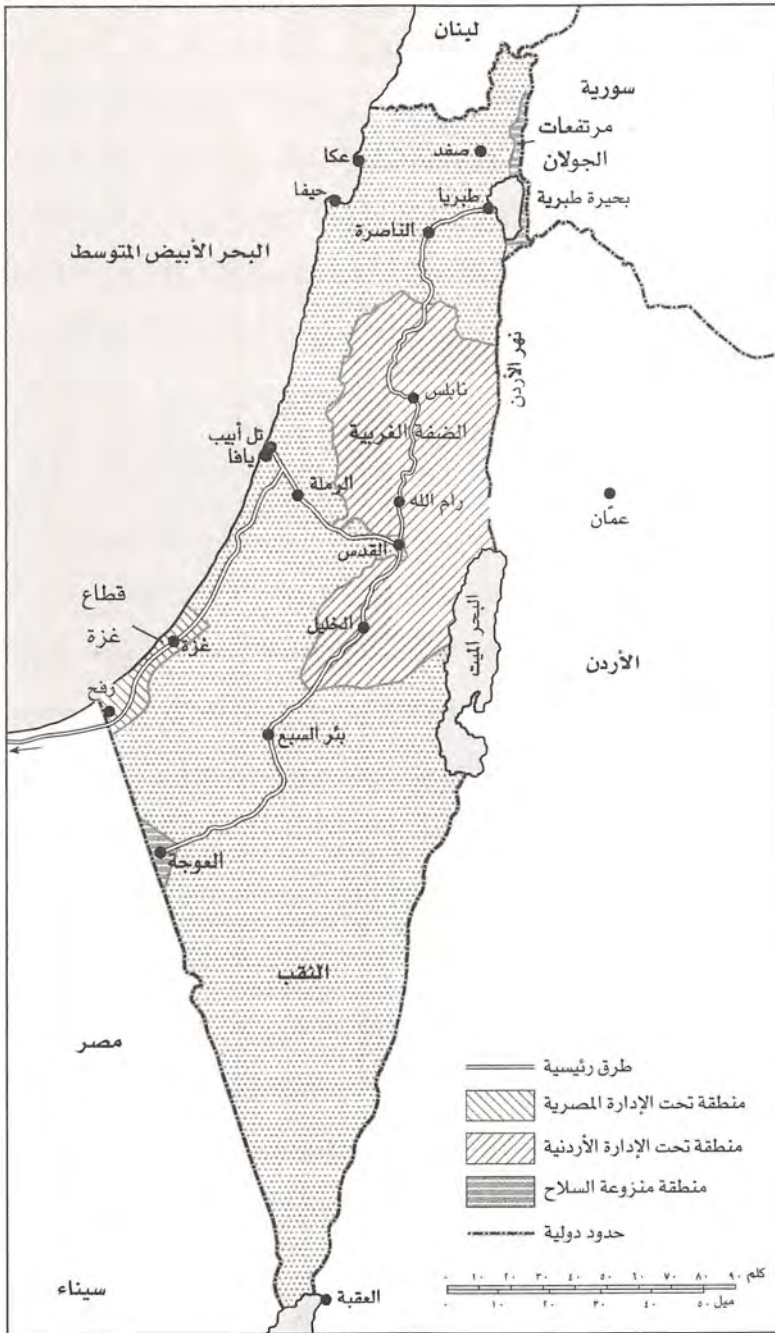 لبنان
سورية
مرتفعات
الجولان
صفد
عكا
حيفا
طبريا
بحيرة طبرية
الناصرة
البحر الأبيض المتوسط
نهر الأردن
نابلس
الضفة الغربية
تل أبيب
يافا
الرملة
رام الله
عمّان
القدس
قطاع
غزة
غزة
الخليل
البحر الميت
الأردن
رفح
بئر السبع
العوجة
النقب
مصر
طرق رئيسية
منطقة تحت الإدارة المصرية
منطقة تحت الإدارة الأردنية
منطقة منزوعة السلاح
حدود دولية
كلم ٩٠ ٨٠ ٧٠ ٦٠ ٥٠ ٤٠ ٣٠ ٢٠ ١٠ ٠
ميل ٥٠ ٤٠ ٣٠ ٢٠ ١٠ ٠
سيناء
العقبة